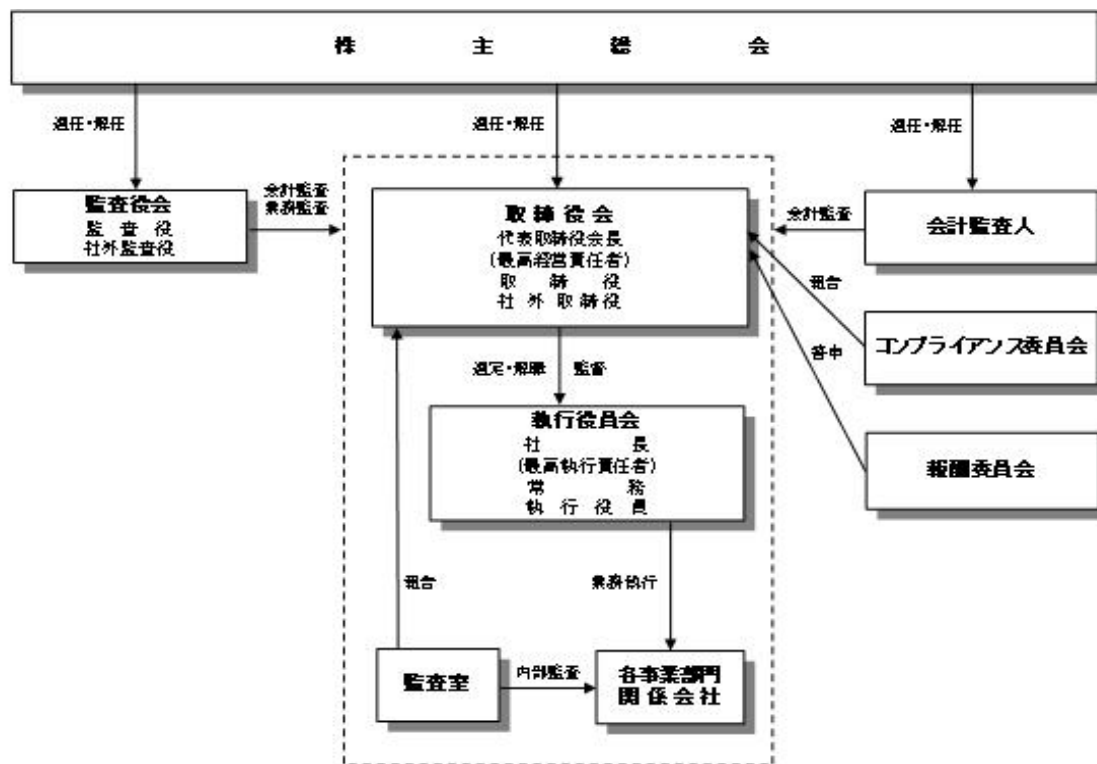 株主総会
選任・解任
選任・解任
選任・解任
監査役会
監査役
社外監査役
会計監査
業務監査
取締役会
代表取締役会長
(最高経営責任者)
取締役
社外取締役
会計監査
会計監査人
報告
コンプライアンス委員会
答申
報酬委員会
選定・解職
監督
執行役員会
社長
(最高執行責任者)
常務
執行役員
報告
業務執行
監査室
内部監査
各事業部門
関係会社